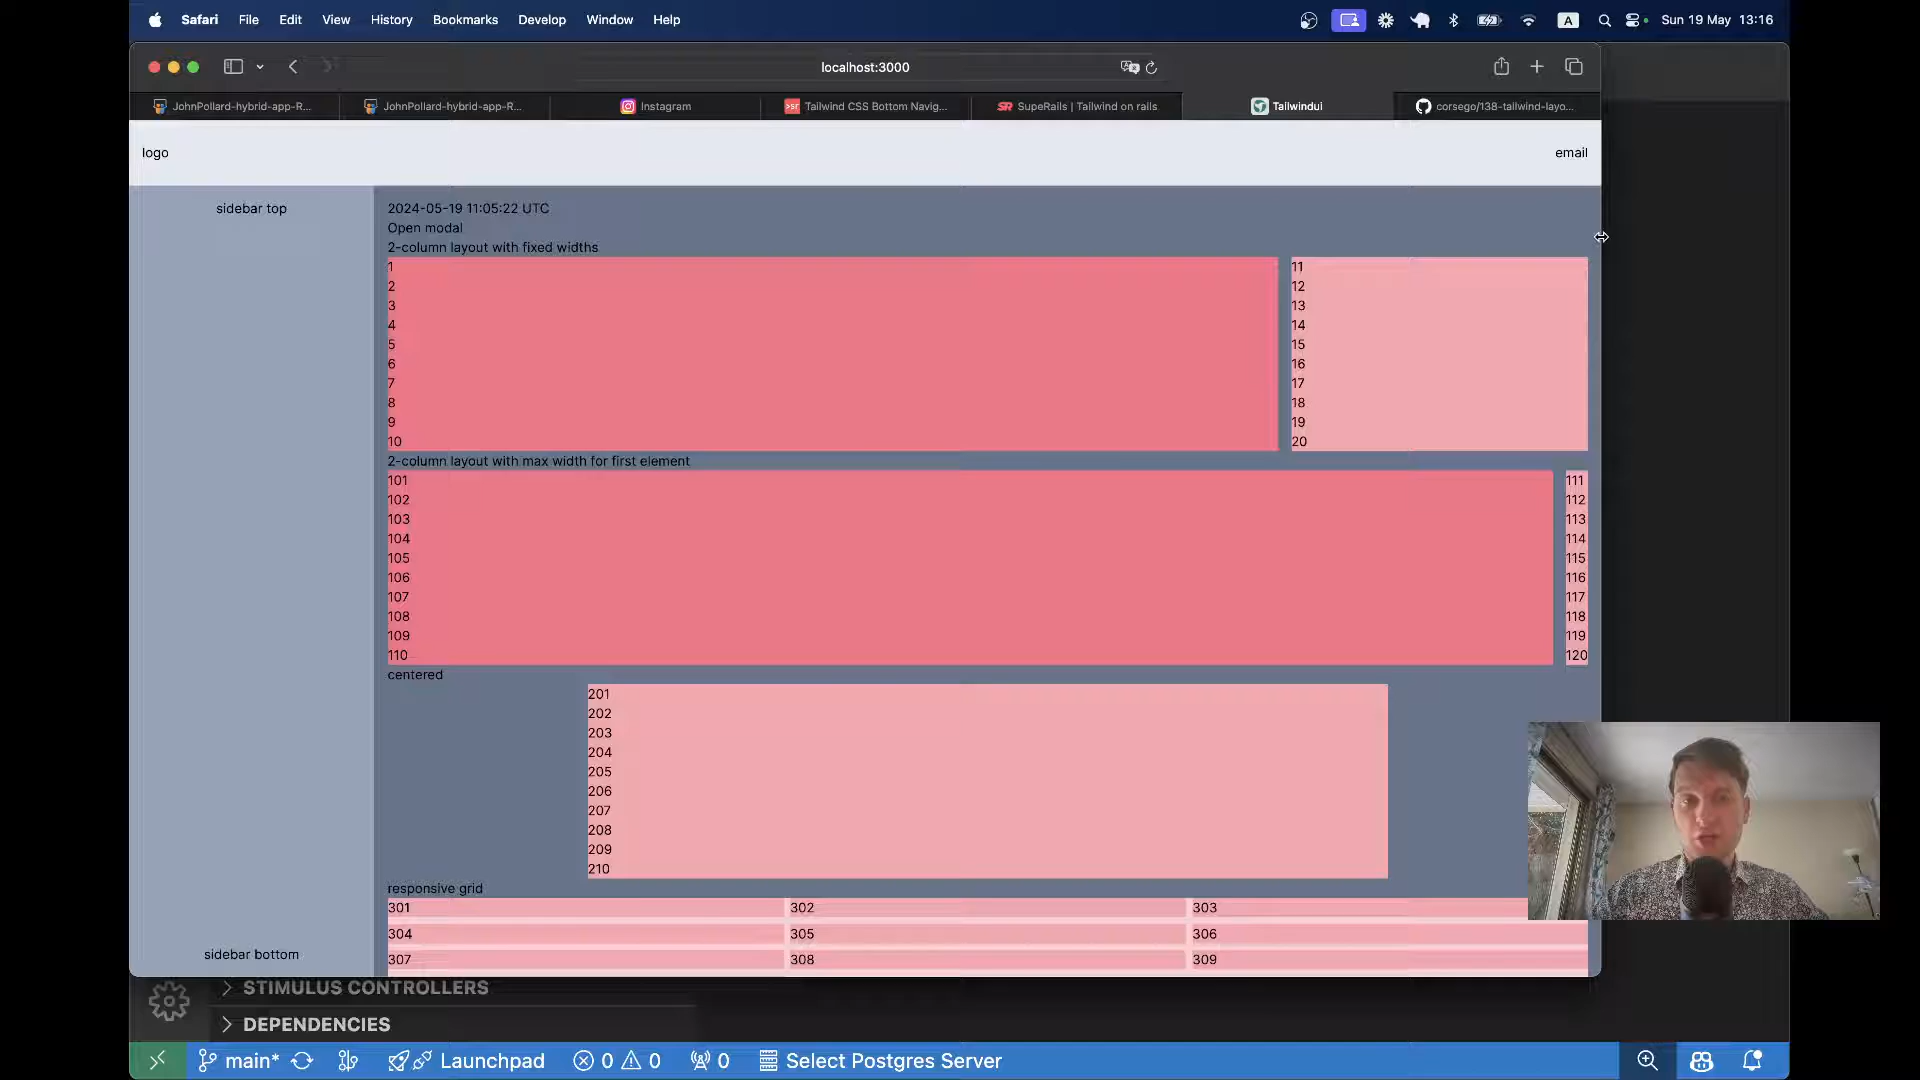 Safari File Edit View History Bookmarks Develop Window Help A Sun 19 May 13:16
localhost:3000
JohnPollard-hybrid-app-R... JohnPollard-hybrid-app-R... Instagram Tailwind CSS Bottom Navig... SupeRails | Tailwind on rails Tailwindui corsego/138-tailwind-layo...
logo email
sidebar top
2024-05-19 11:05:22 UTC
Open modal
2-column layout with fixed widths
1 11
2 12
3 13
4 14
5 15
6 16
7 17
8 18
9 19
10 20
2-column layout with max width for first element
101 111
102 112
103 113
104 114
105 115
106 116
107 117
108 118
109 119
110 120
centered
201
202
203
204
205
206
207
208
209
210
responsive grid
301 302 303
304 305 306
307 308 309
sidebar bottom
STIMULUS CONTROLLERS
DEPENDENCIES
main* Launchpad 0 0 0 Select Postgres Server